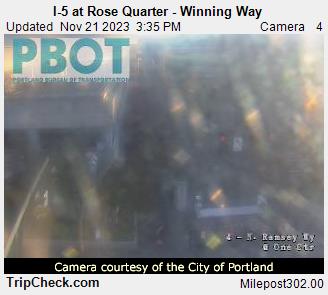 I-5 at Rose Quarter - Winning Way
Updated Nov 21 2023 3:35 PM Camera 4
PBOT
PORTLAND BUREAU OF TRANSPORTATION
4 - N. Ramsey Wy
@ One Ctr
Camera courtesy of the City of Portland
TripCheck.com Milepost302.00